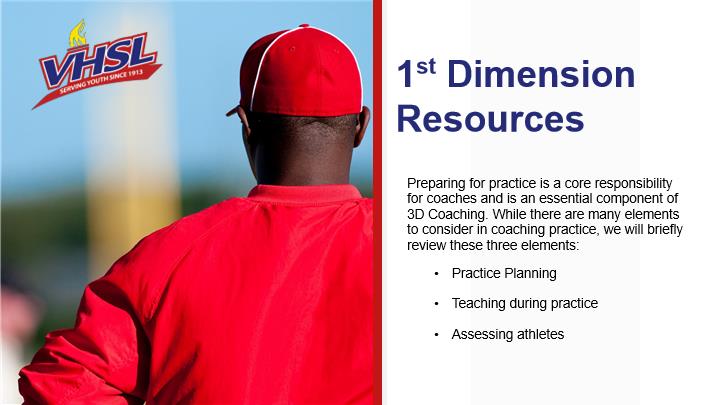 VHSL
SERVING YOUTH SINCE 1913
1st Dimension
Resources
Preparing for practice is a core responsibility
for coaches and is an essential component of
3D Coaching. While there are many elements
to consider in coaching practice, we will briefly
review these three elements:
• Practice Planning
• Teaching during practice
• Assessing athletes